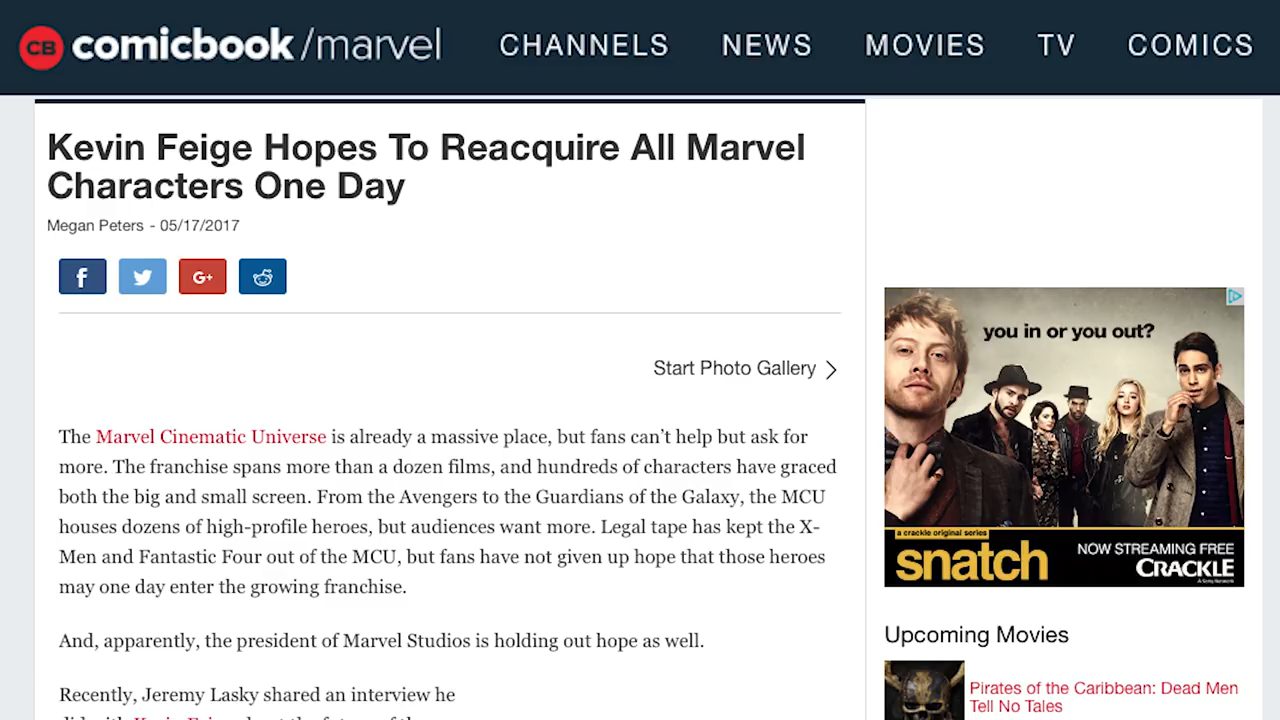 CB comicbook/marvel CHANNELS NEWS MOVIES TV COMICS
Kevin Feige Hopes To Reacquire All Marvel
Characters One Day
Megan Peters - 05/17/2017
f G+
Start Photo Gallery >
The Marvel Cinematic Universe is already a massive place, but fans can't help but ask for
more. The franchise spans more than a dozen films, and hundreds of characters have graced
both the big and small screen. From the Avengers to the Guardians of the Galaxy, the MCU
houses dozens of high-profile heroes, but audiences want more. Legal tape has kept the X-
Men and Fantastic Four out of the MCU, but fans have not given up hope that those heroes
may one day enter the growing franchise.
And, apparently, the president of Marvel Studios is holding out hope as well.
Recently, Jeremy Lasky shared an interview he
you in or you out?
a crackle original series
snatch
NOW STREAMING FREE
CRACKLE
Upcoming Movies
Pirates of the Caribbean: Dead Men
Tell No Tales